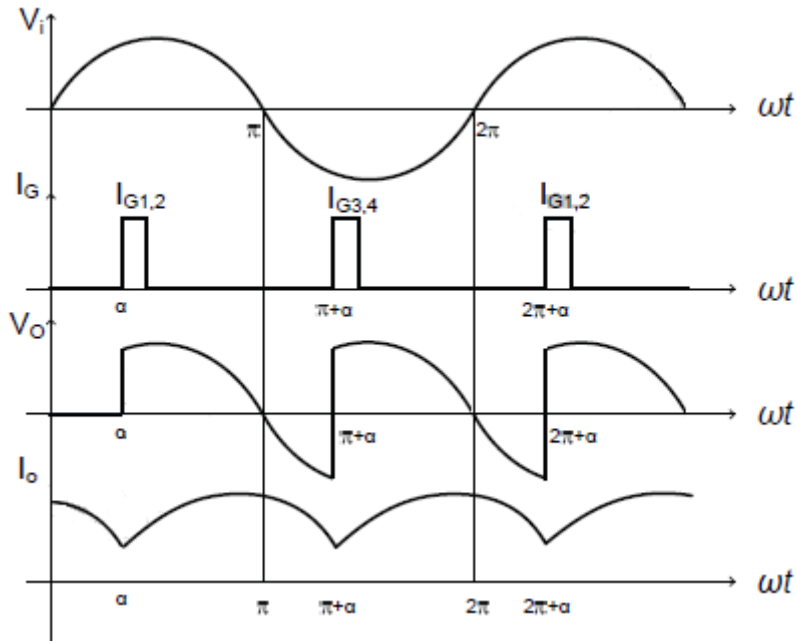 Vi
ωt
π
2π
IG
IG1,2
IG3,4
IG1,2
ωt
α
π+α
2π+α
VO
ωt
α
π+α
2π+α
Io
ωt
α
π
π+α
2π
2π+α